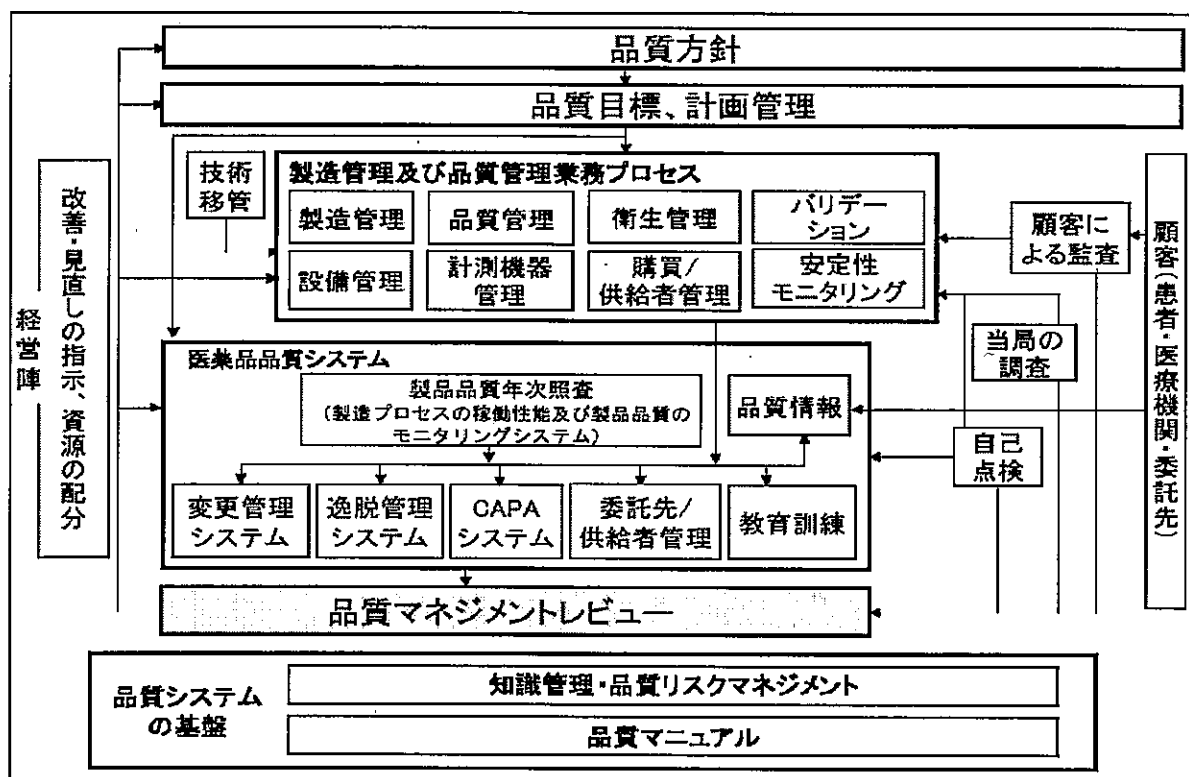 品質方針
品質目標、計画管理
技術
移管
製造管理及び品質管理業務プロセス
製造管理
品質管理
衛生管理
バリデー
ション
設備管理
計測機器
管理
購買/
供給者管理
安定性
モニタリング
顧客に
よる監査
当局の
調査
自己
点検
顧客(患者・医療機関・委託先)
経営陣
改善・見直しの指示、資源の配分
医薬品品質システム
製品品質年次照査
(製造プロセスの稼働性能及び製品品質の
モニタリングシステム)
品質情報
変更管理
システム
逸脱管理
システム
CAPA
システム
委託先/
供給者管理
教育訓練
品質マネジメントレビュー
品質システム
の基盤
知識管理・品質リスクマネジメント
品質マニュアル